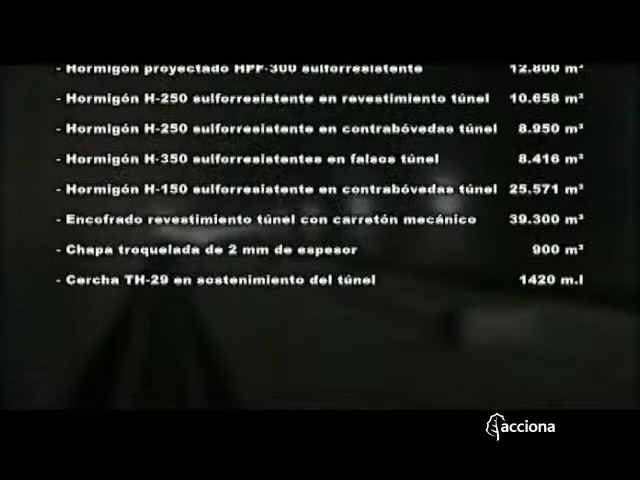 - Hormigón proyectado HPF-300 sulforresistente 12.800 m³
- Hormigón H-250 sulforresistente en revestimiento túnel 10.658 m³
- Hormigón H-250 sulforresistente en contrabóvedas túnel 8.950 m³
- Hormigón H-350 sulforresistentes en falsos túnel 8.416 m³
- Hormigón H-150 sulforresistente en contrabóvedas túnel 25.571 m³
- Encofrado revestimiento túnel con carretón mecánico 39.300 m³
- Chapa troquelada de 2 mm de espesor 900 m³
- Cercha TH-29 en sostenimiento del túnel 1420 m.l
acciona